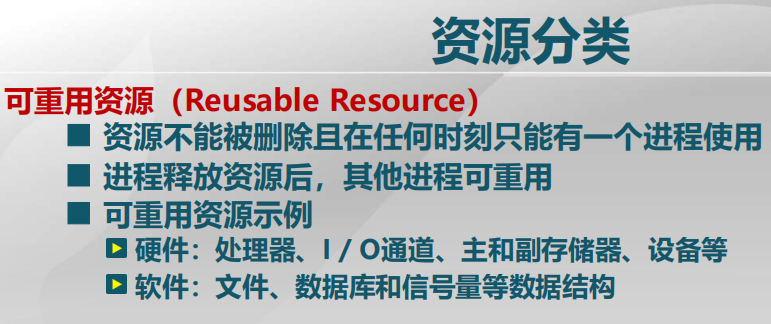 资源分类
可重用资源（Reusable Resource）
资源不能被删除且在任何时刻只能有一个进程使用
进程释放资源后，其他进程可重用
可重用资源示例
硬件：处理器、I / O通道、主和副存储器、设备等
软件：文件、数据库和信号量等数据结构